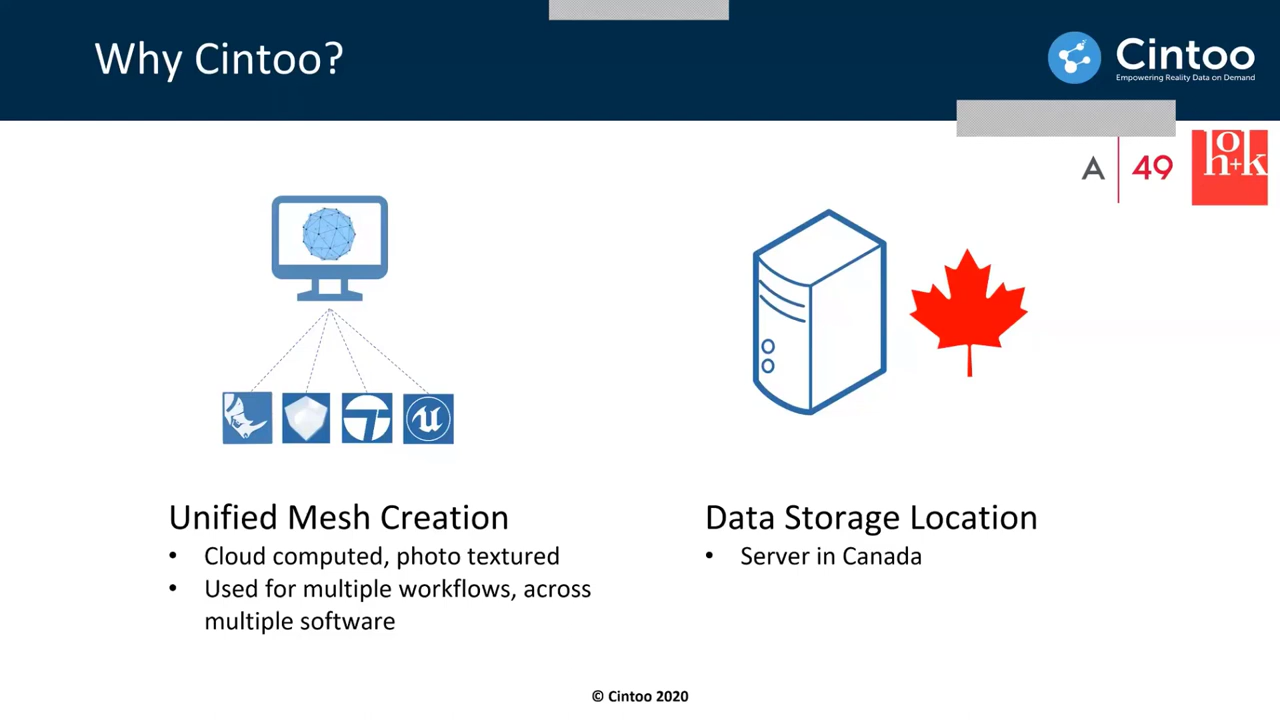 Why Cintoo?
Cintoo
Empowering Reality Data on Demand
A 49
h+k
o
Unified Mesh Creation
• Cloud computed, photo textured
• Used for multiple workflows, across
multiple software
Data Storage Location
• Server in Canada
© Cintoo 2020